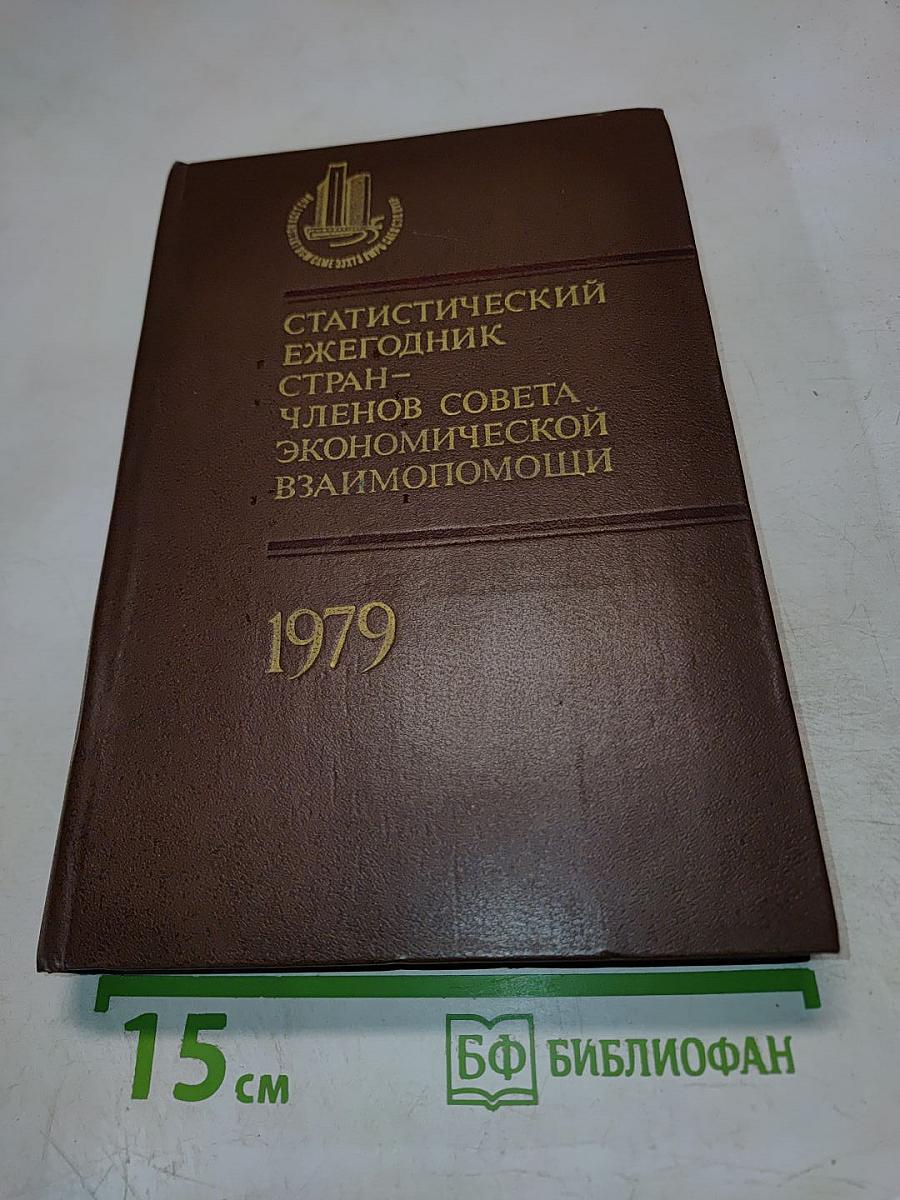 СТАТИСТИЧЕСКИЙ
ЕЖЕГОДНИК
СТРАН-
ЧЛЕНОВ СОВЕТА
ЭКОНОМИЧЕСКОЙ
ВЗАИМОПОМОЩИ
1979
15 см
БФ БИБЛИОФАН